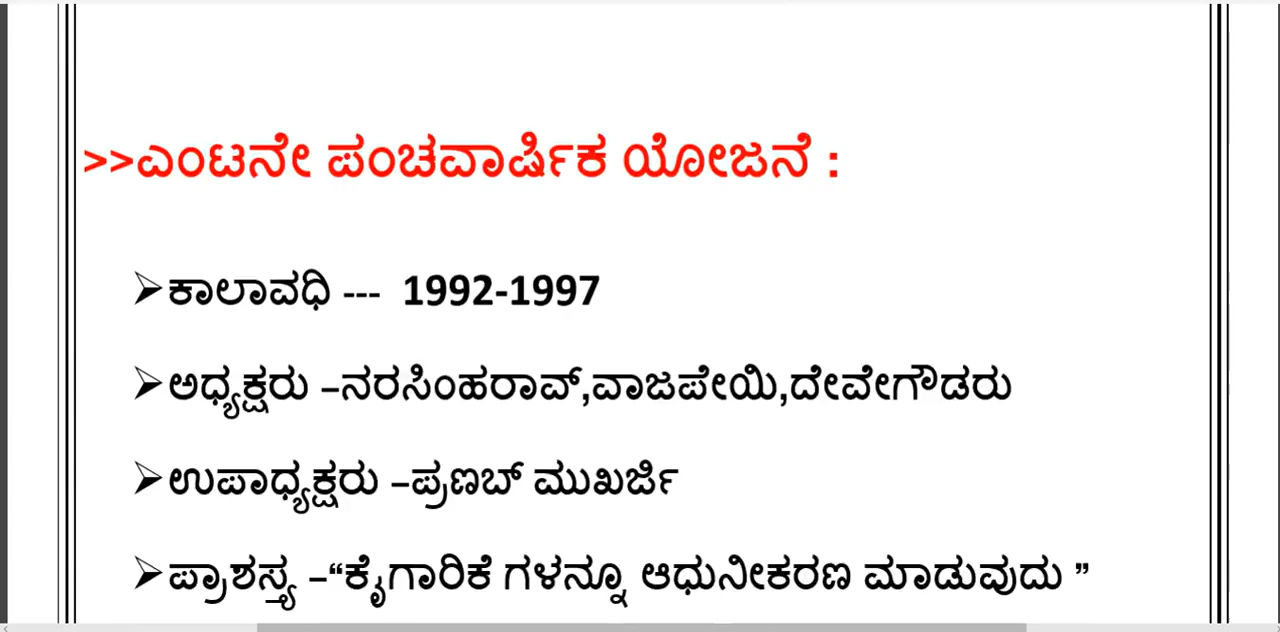 >>ಎಂಟನೇ ಪಂಚವಾರ್ಷಿಕ ಯೋಜನೆ :
➢ಕಾಲಾವಧಿ --- 1992-1997
➢ಅಧ್ಯಕ್ಷರು –ನರಸಿಂಹರಾವ್,ವಾಜಪೇಯಿ,ದೇವೇಗೌಡರು
➢ಉಪಾಧ್ಯಕ್ಷರು –ಪ್ರಣಬ್ ಮುಖರ್ಜಿ
➢ಪ್ರಾಶಸ್ತ್ಯ –“ಕೈಗಾರಿಕೆ ಗಳನ್ನೂ ಆಧುನೀಕರಣ ಮಾಡುವುದು ”